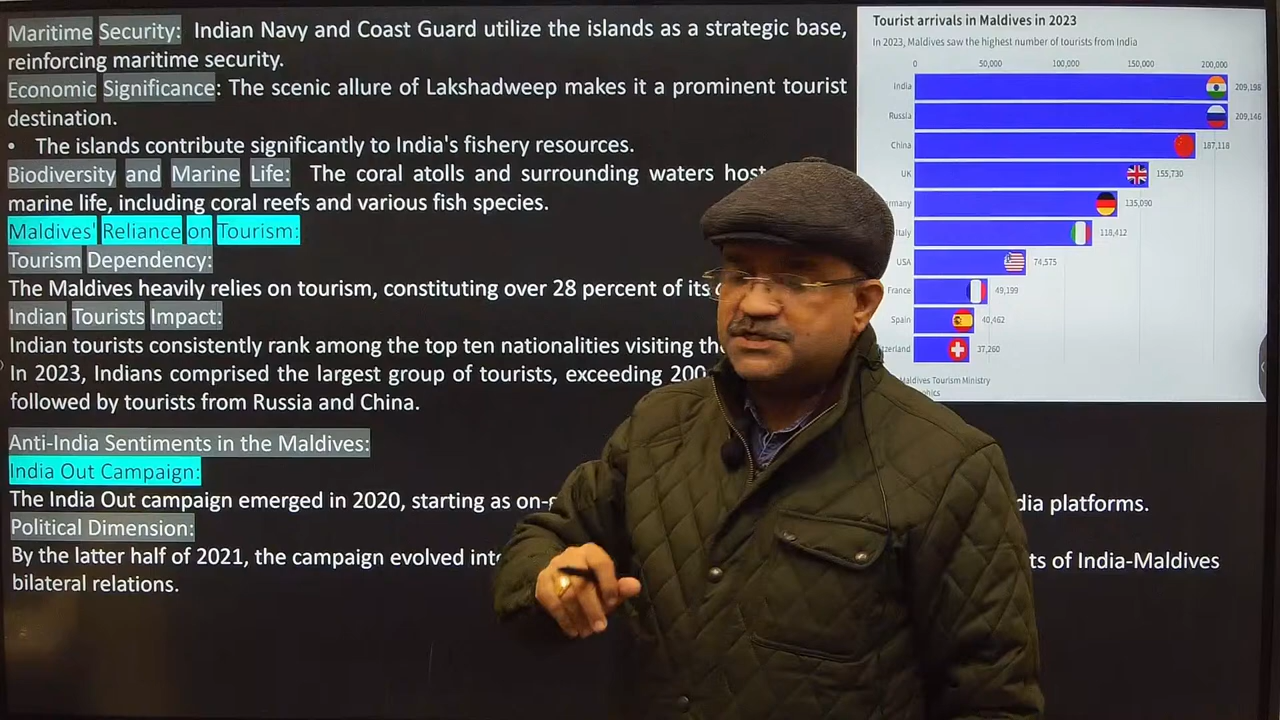 Maritime Security: Indian Navy and Coast Guard utilize the islands as a strategic base,
reinforcing maritime security.
Economic Significance: The scenic allure of Lakshadweep makes it a prominent tourist
destination.
• The islands contribute significantly to India's fishery resources.
Biodiversity and Marine Life: The coral atolls and surrounding waters host
marine life, including coral reefs and various fish species.
Maldives' Reliance on Tourism:
Tourism Dependency:
The Maldives heavily relies on tourism, constituting over 28 percent of its
Indian Tourists Impact:
Indian tourists consistently rank among the top ten nationalities visiting
In 2023, Indians comprised the largest group of tourists, exceeding
followed by tourists from Russia and China.
Anti-India Sentiments in the Maldives:
India Out Campaign:
The India Out campaign emerged in 2020, starting as platforms.
Political Dimension:
By the latter half of 2021, the campaign evolved of India-Maldives
bilateral relations.
Tourist arrivals in Maldives in 2023
In 2023, Maldives saw the highest number of tourists from India
0 50,000 100,000 150,000 200,000
India 209,198
Russia 209,146
China 187,118
UK 155,730
135,090
Italy 118,412
USA 74,575
France 49,199
Spain 40,462
37,260
Maldives Tourism Ministry